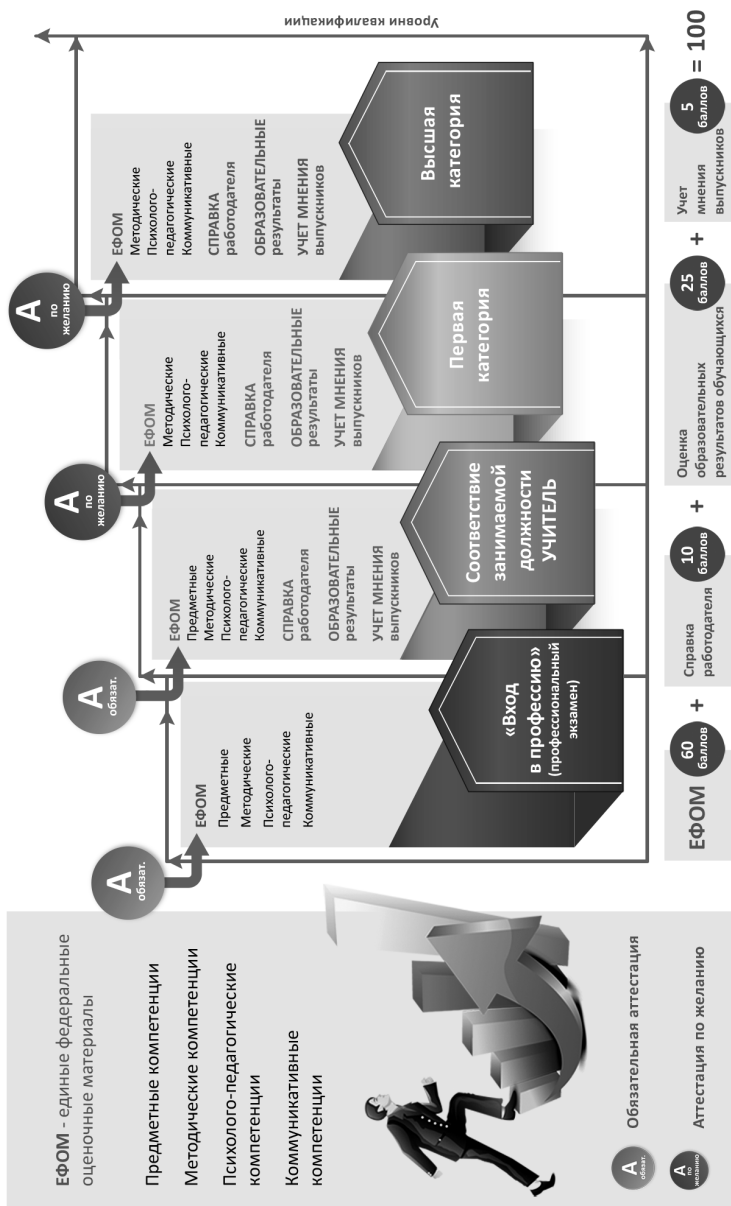 ЕФОМ - единые федеральные
оценочные материалы
Предметные компетенции
Методические компетенции
Психолого-педагогические
компетенции
Коммуникативные
компетенции
А
обязат.
Обязательная аттестация
А
по
желанию
Аттестация по желанию
А
обязат.
ЕФОМ
Предметные
Методические
Психолого-
педагогические
Коммуникативные
«Вход
в профессию»
(профессиональный
экзамен)
А
обязат.
ЕФОМ
Предметные
Методические
Психолого-
педагогические
Коммуникативные
СПРАВКА
работодателя
ОБРАЗОВАТЕЛЬНЫЕ
результаты
УЧЕТ МНЕНИЯ
выпускников
Соответствие
занимаемой
должности
УЧИТЕЛЬ
А
по
желанию
ЕФОМ
Методические
Психолого-
педагогические
Коммуникативные
СПРАВКА
работодателя
ОБРАЗОВАТЕЛЬНЫЕ
результаты
УЧЕТ МНЕНИЯ
выпускников
Первая
категория
А
по
желанию
ЕФОМ
Методические
Психолого-
педагогические
Коммуникативные
СПРАВКА
работодателя
ОБРАЗОВАТЕЛЬНЫЕ
результаты
УЧЕТ МНЕНИЯ
выпускников
Высшая
категория
Уровни квалификации
ЕФОМ
60
баллов
+
Справка
работодателя
10
баллов
+
Оценка
образовательных
результатов обучающихся
25
баллов
+
Учет
мнения
выпускников
5
баллов
= 100